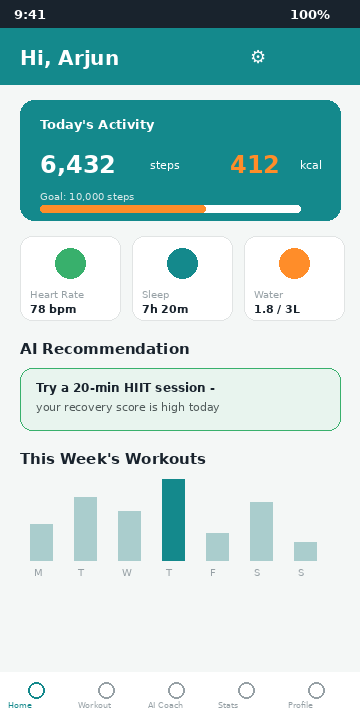 9:41 100%
Hi, Arjun ⚙
Today's Activity
6,432 steps 412 kcal
Goal: 10,000 steps
Heart Rate Sleep Water
78 bpm 7h 20m 1.8 / 3L
AI Recommendation
Try a 20-min HIIT session -
your recovery score is high today
This Week's Workouts
M T W T F S S
Home Workout AI Coach Stats Profile